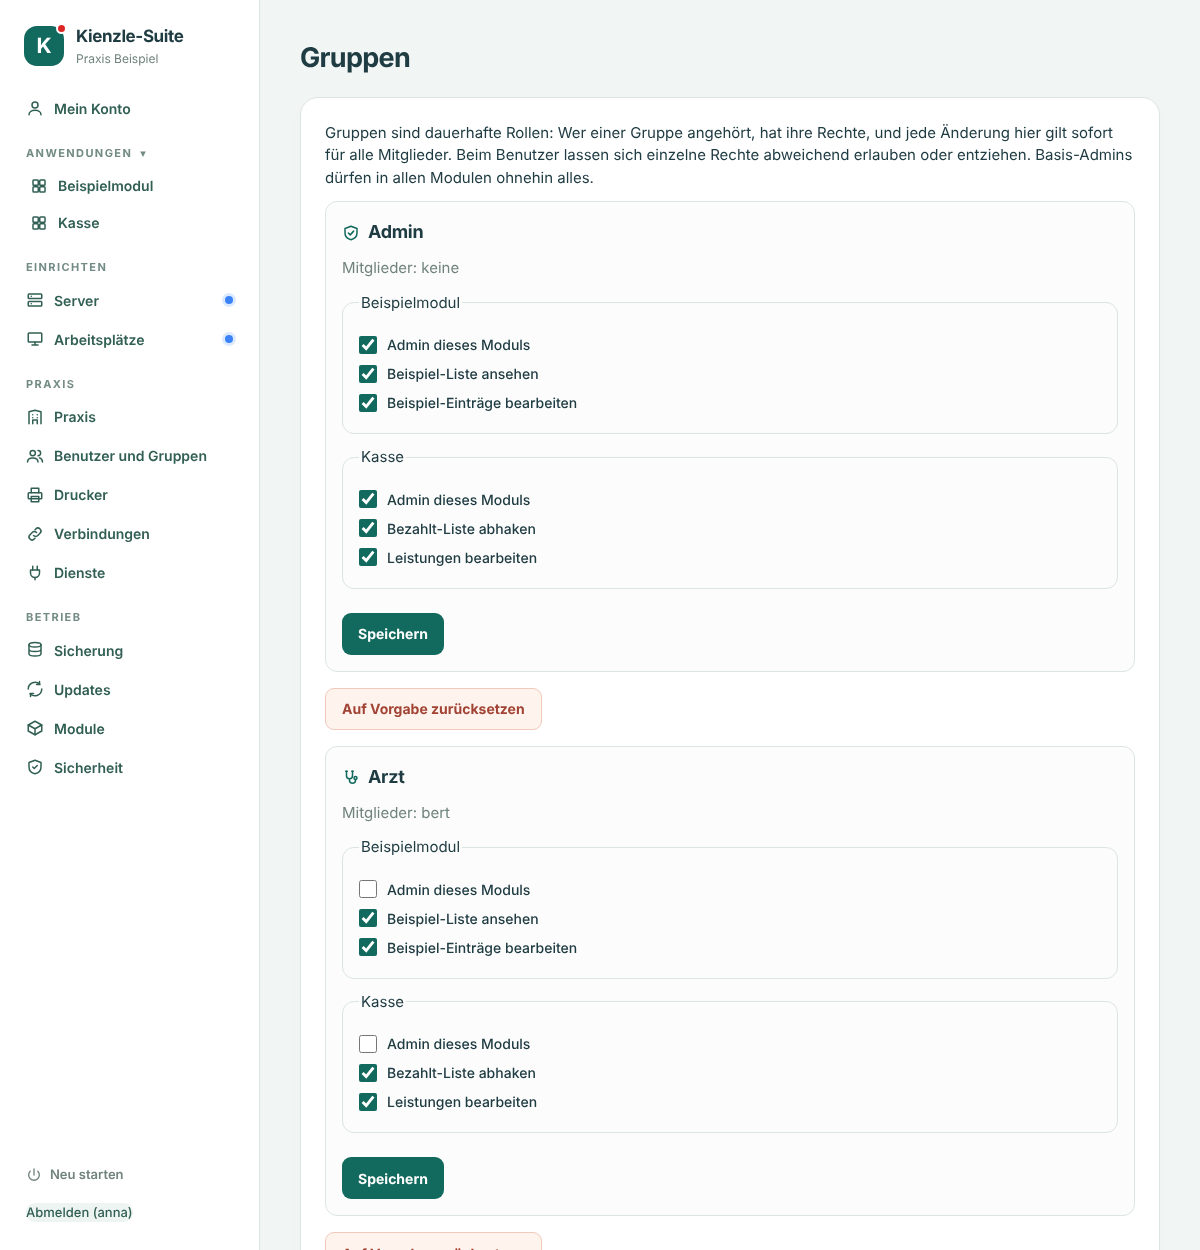 K
Kienzle-Suite
Praxis Beispiel
Mein Konto
ANWENDUNGEN ▾
Beispielmodul
Kasse
EINRICHTEN
Server
Arbeitsplätze
PRAXIS
Praxis
Benutzer und Gruppen
Drucker
Verbindungen
Dienste
BETRIEB
Sicherung
Updates
Module
Sicherheit
Neu starten
Abmelden (anna)
Gruppen
Gruppen sind dauerhafte Rollen: Wer einer Gruppe angehört, hat ihre Rechte, und jede Änderung hier gilt sofort
für alle Mitglieder. Beim Benutzer lassen sich einzelne Rechte abweichend erlauben oder entziehen. Basis-Admins
dürfen in allen Modulen ohnehin alles.
Admin
Mitglieder: keine
Beispielmodul
Admin dieses Moduls
Beispiel-Liste ansehen
Beispiel-Einträge bearbeiten
Kasse
Admin dieses Moduls
Bezahlt-Liste abhaken
Leistungen bearbeiten
Speichern
Auf Vorgabe zurücksetzen
Arzt
Mitglieder: bert
Beispielmodul
Admin dieses Moduls
Beispiel-Liste ansehen
Beispiel-Einträge bearbeiten
Kasse
Admin dieses Moduls
Bezahlt-Liste abhaken
Leistungen bearbeiten
Speichern